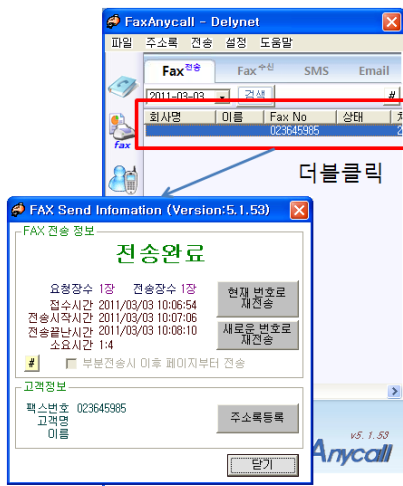 FaxAnycall - Delynet
파일 주소록 전송 설정 도움말
Fax전송 Fax수신 SMS Email
2011-03-03 검색 #
회사명 이름 Fax No 상태
023645985 2
fax
더블클릭
FAX Send Infomation (Version:5.1.53)
FAX 전송 정보
전송완료
요청장수 1장 전송장수 1장
접수시간 2011/03/03 10:06:54
전송시작시간 2011/03/03 10:07:06
전송끝난시간 2011/03/03 10:08:10
소요시간 1:4
현재 번호로
재전송
새로운 번호로
재전송
# 부분전송시 이후 페이지부터 전송
고객정보
팩스번호 023645985
고객명
이름
주소록등록
닫기
v5.1.53
Anycall